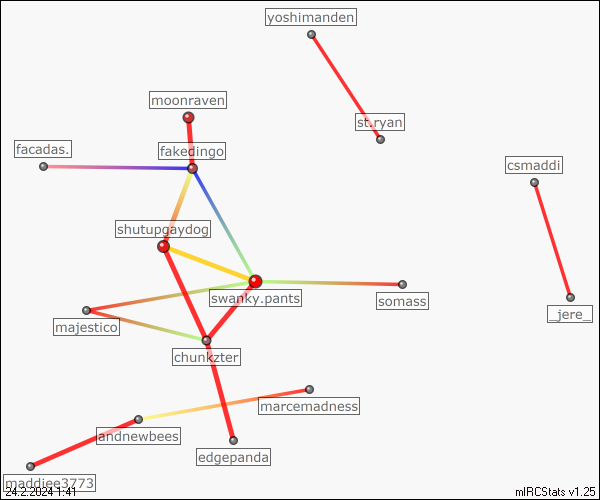 yoshimanden
moonraven
st.ryan
facadas.
fakedingo
csmaddi
shutupgaydog
swanky.pants
somass
_jere_
majestico
chunkzter
marcemadness
andnewbees
edgepanda
maddiee3773
24.2.2024 1:41
mIRCStats v1.25